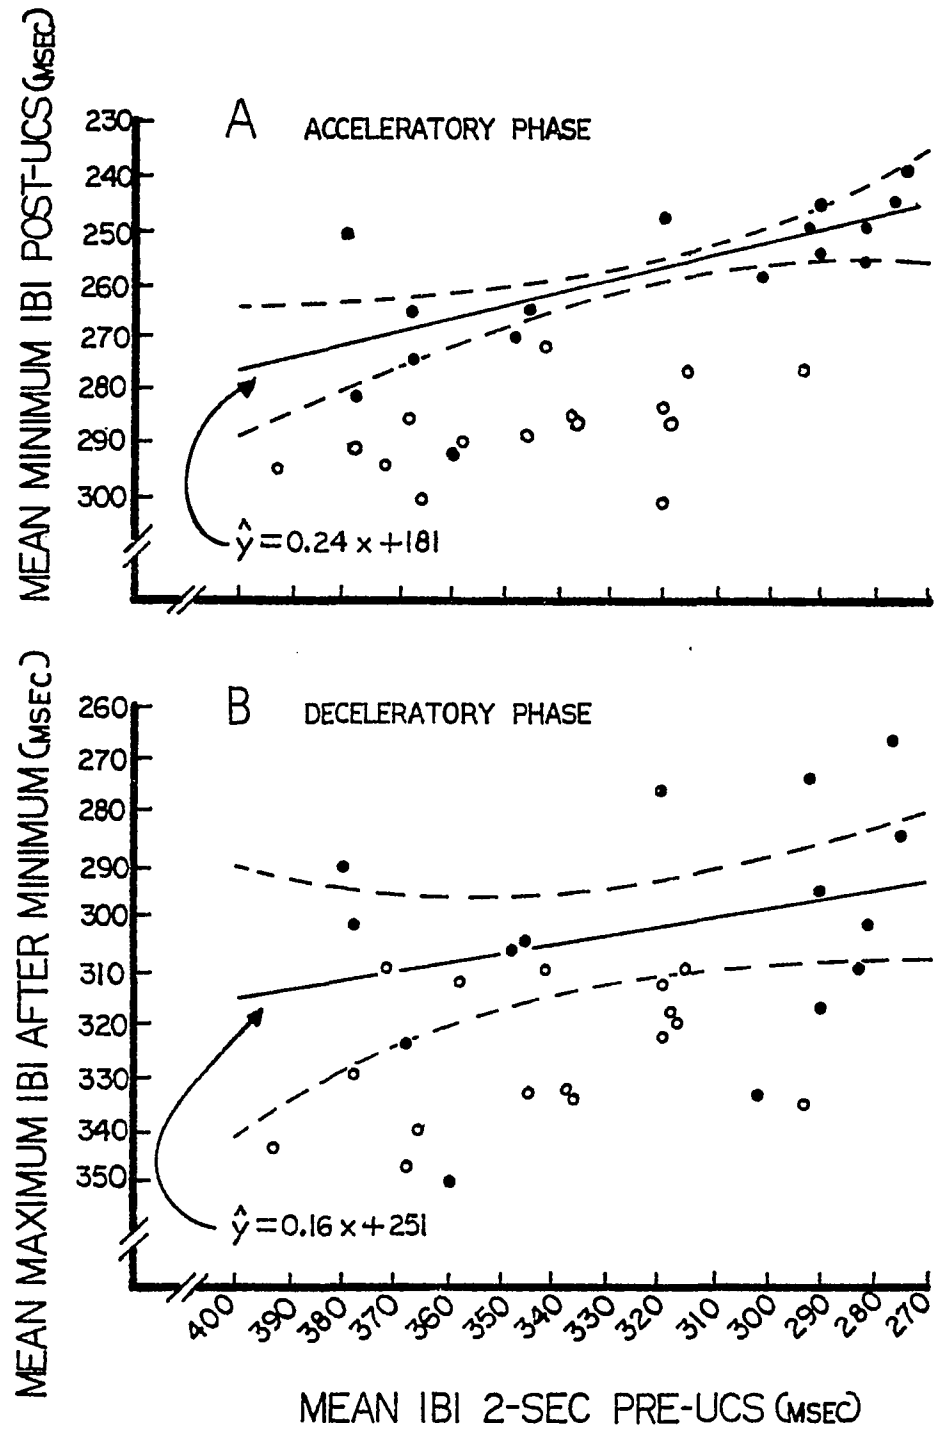 MEAN MINIMUM IBI POST-UCS (MSEC)
A ACCELERATORY PHASE
230
240
250
260
270
280
290
300
ŷ = 0.24 x + 181
MEAN MAXIMUM IBI AFTER MINIMUM (MSEC)
B DECELERATORY PHASE
260
270
280
290
300
310
320
330
340
350
ŷ = 0.16 x + 251
400 390 380 370 360 350 340 330 320 310 300 290 280 270
MEAN IBI 2-SEC PRE-UCS (MSEC)